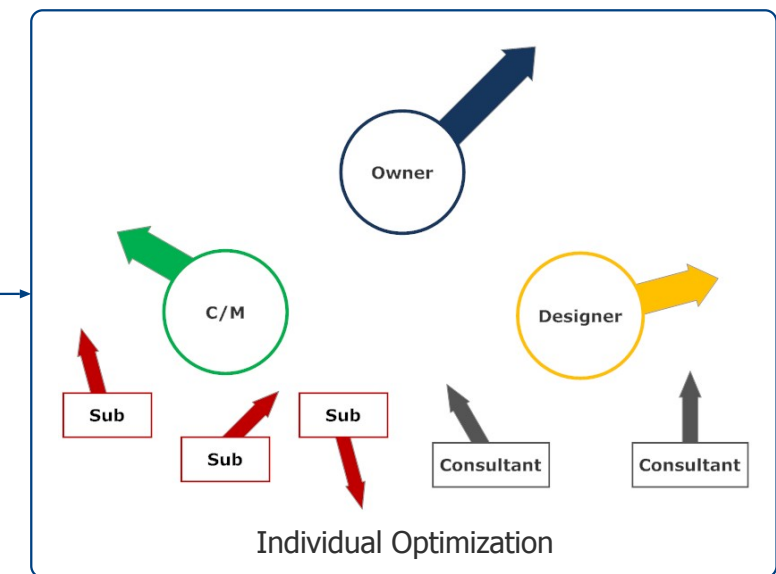 Owner
C/M
Designer
Sub
Sub
Sub
Consultant
Consultant
Individual Optimization